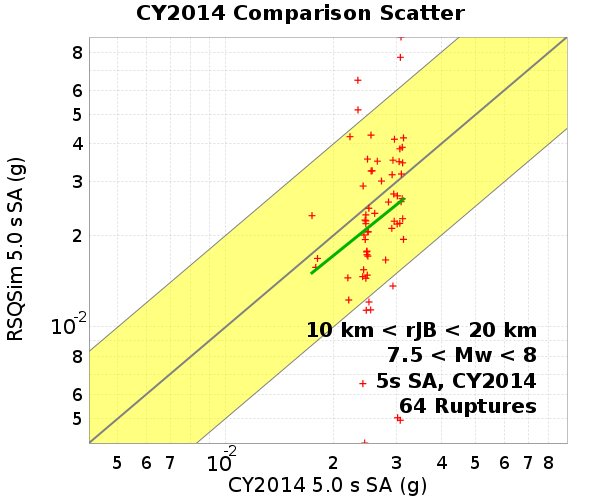 CY2014 Comparison Scatter
RSQSim 5.0 s SA (g)
8
6
5
4
3
2
10-2
8
6
5
10 km < rJB < 20 km
7.5 < Mw < 8
5s SA, CY2014
64 Ruptures
5 6 7 10-2 2 3 4 5 6 7 8
CY2014 5.0 s SA (g)